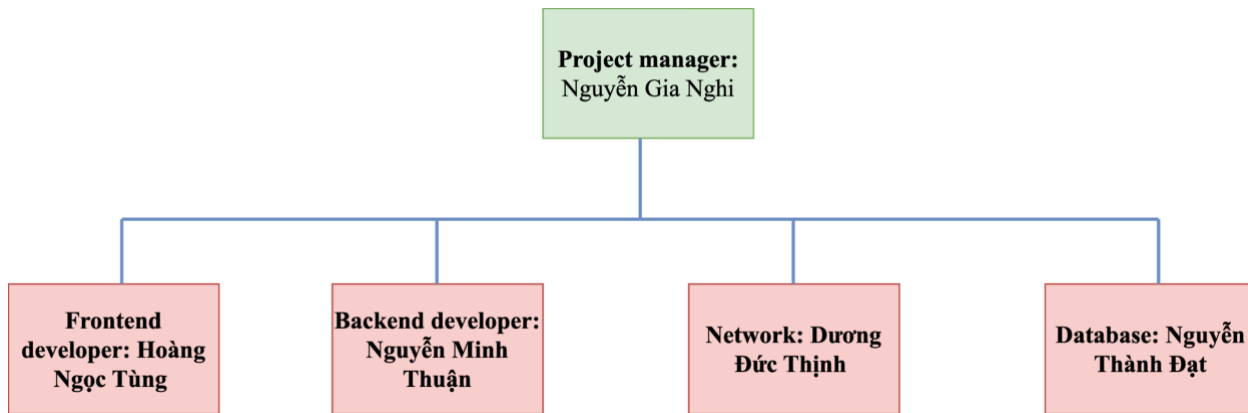 Project manager:
Nguyễn Gia Nghi
Frontend
developer: Hoàng
Ngọc Tùng
Backend developer:
Nguyễn Minh
Thuận
Network: Dương
Đức Thịnh
Database: Nguyễn
Thành Đạt